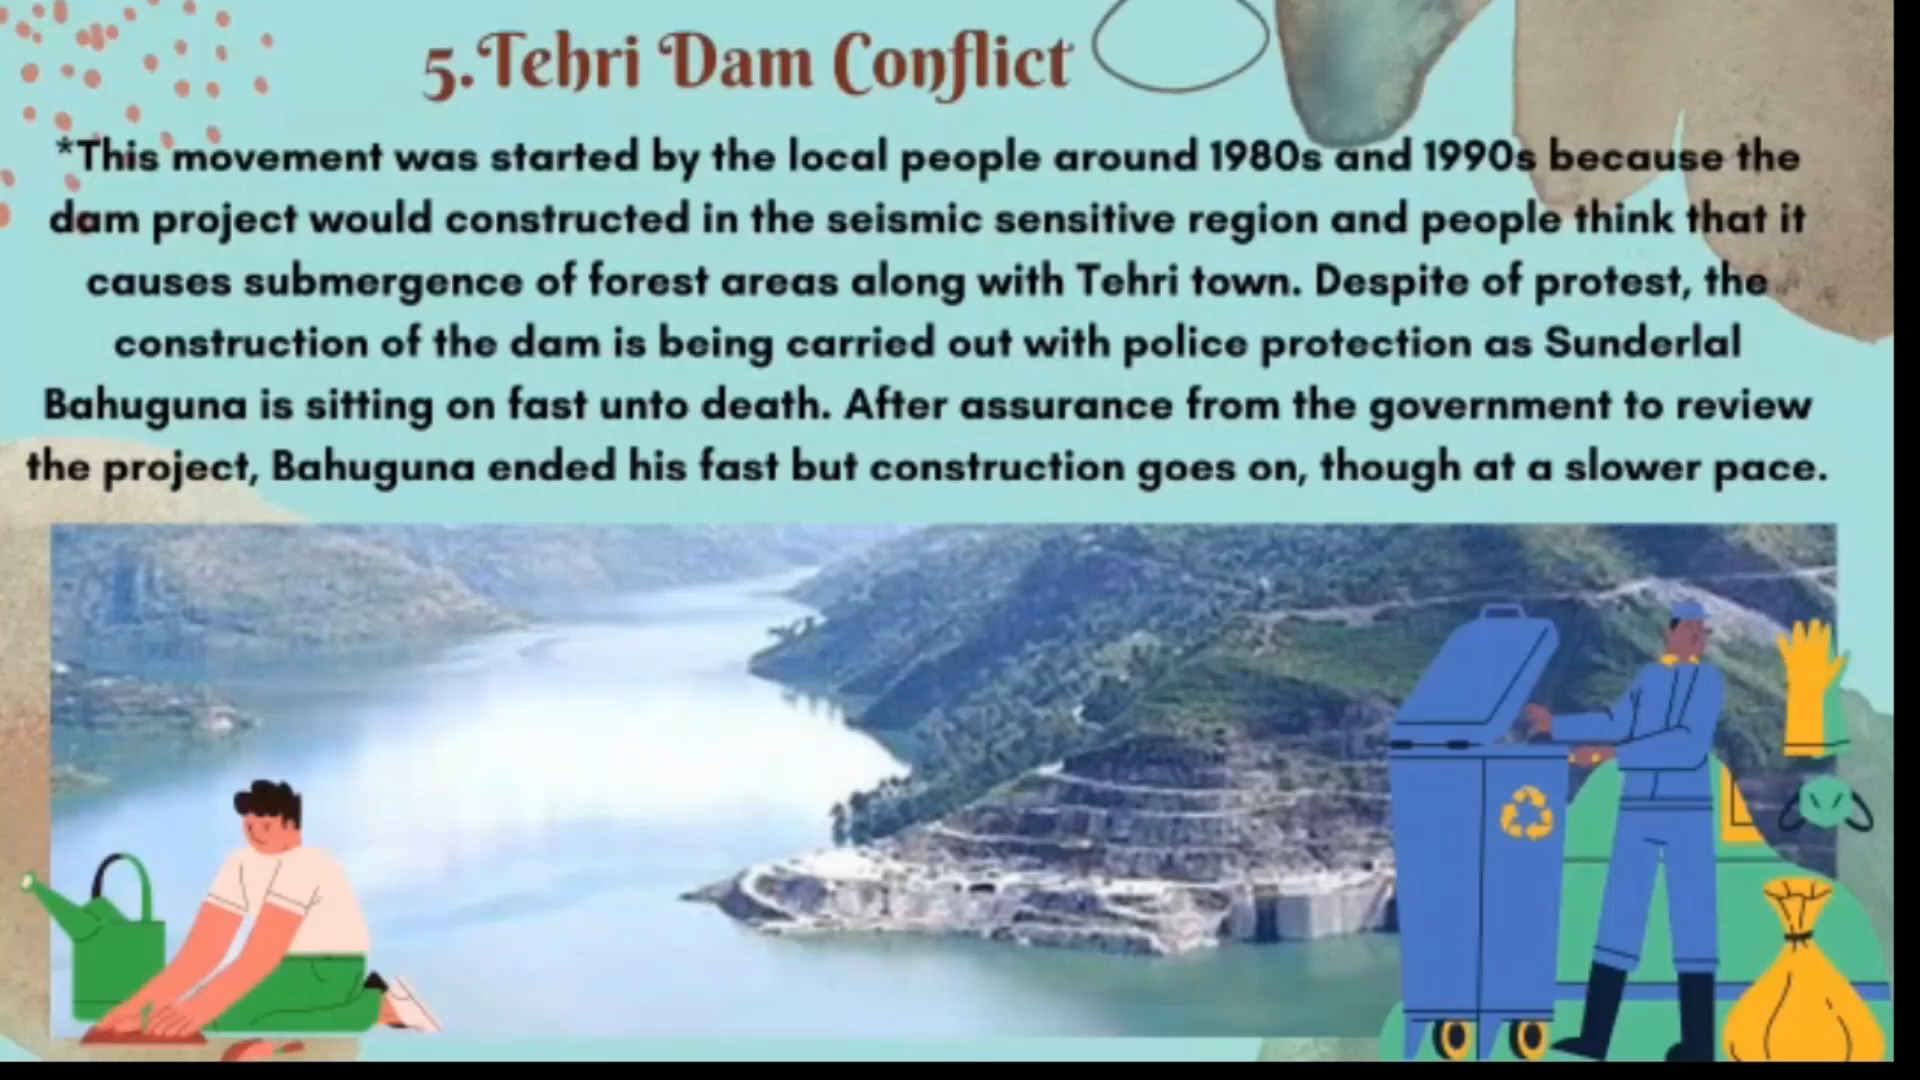 5.Tehri Dam Conflict
*This movement was started by the local people around 1980s and 1990s because the
dam project would constructed in the seismic sensitive region and people think that it
causes submergence of forest areas along with Tehri town. Despite of protest, the
construction of the dam is being carried out with police protection as Sunderlal
Bahuguna is sitting on fast unto death. After assurance from the government to review
the project, Bahuguna ended his fast but construction goes on, though at a slower pace.